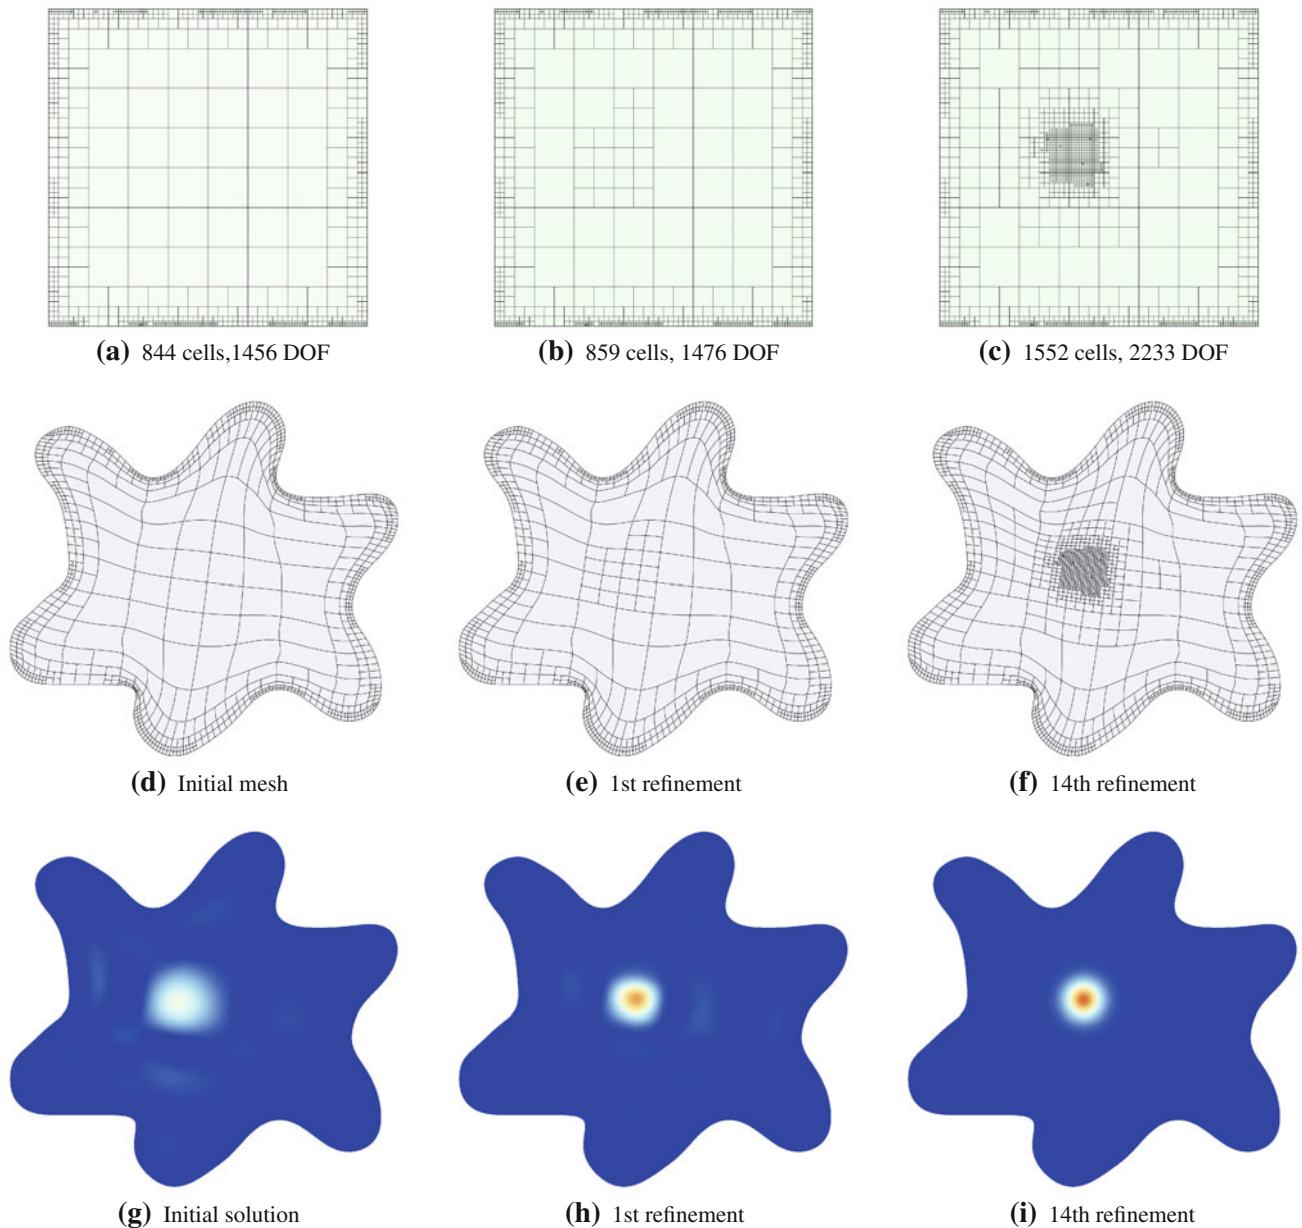 (a) 844 cells,1456 DOF
(b) 859 cells, 1476 DOF
(c) 1552 cells, 2233 DOF
(d) Initial mesh
(e) 1st refinement
(f) 14th refinement
(g) Initial solution
(h) 1st refinement
(i) 14th refinement